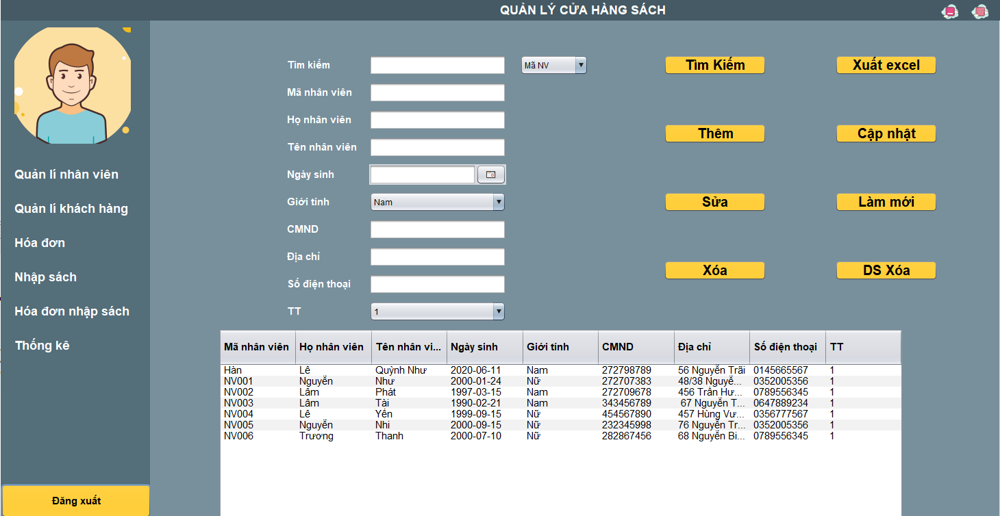 QUẢN LÝ CỬA HÀNG SÁCH
Quản lí nhân viên
Quản lí khách hàng
Hóa đơn
Nhập sách
Hóa đơn nhập sách
Thống kê
Đăng xuất
Tìm kiếm Mã NV Tìm Kiếm Xuất excel
Mã nhân viên
Họ nhân viên Thêm Cập nhật
Tên nhân viên
Ngày sinh
Giới tính Nam Sửa Làm mới
CMND
Địa chỉ Xóa DS Xóa
Số điện thoại
TT 1
Mã nhân viên Họ nhân viên Tên nhân vi... Ngày sinh Giới tính CMND Địa chỉ Số điện thoại TT
Hàn Lê Quỳnh Như 2020-06-11 Nam 272798789 56 Nguyễn Trãi 0145665567 1
NV001 Nguyễn Như 2000-01-24 Nữ 272707383 48/38 Nguyễ... 0352005356 1
NV002 Lâm Phát 1997-03-15 Nam 272709678 456 Trần Hư... 0789556345 1
NV003 Lâm Tài 1990-02-21 Nam 343456789 67 Nguyễn T... 0647889234 1
NV004 Lê Yến 1999-09-15 Nữ 454567890 457 Hùng Vư... 0356777567 1
NV005 Nguyễn Nhi 2000-09-15 Nữ 232345998 76 Nguyễn Tr... 0352005356 1
NV006 Trương Thanh 2000-07-10 Nữ 282867456 68 Nguyễn Bi... 0789556345 1